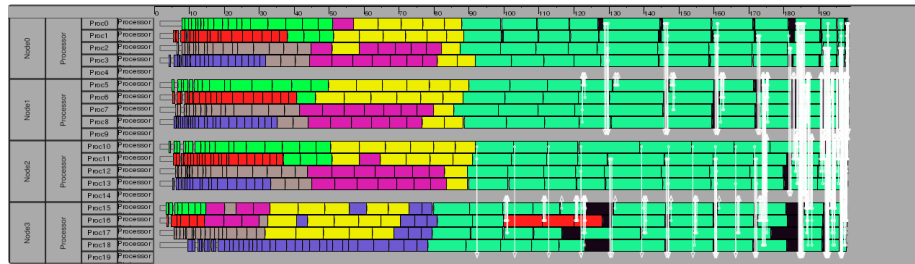 0 10 20 30 40 50 60 70 80 90 100 110 120 130 140 150 160 170 180 190
Node0 Processor
Proc0 Processor
Proc1 Processor
Proc2 Processor
Proc3 Processor
Proc4 Processor
Node1 Processor
Proc5 Processor
Proc6 Processor
Proc7 Processor
Proc8 Processor
Proc9 Processor
Node2 Processor
Proc10 Processor
Proc11 Processor
Proc12 Processor
Proc13 Processor
Proc14 Processor
Node3 Processor
Proc15 Processor
Proc16 Processor
Proc17 Processor
Proc18 Processor
Proc19 Processor